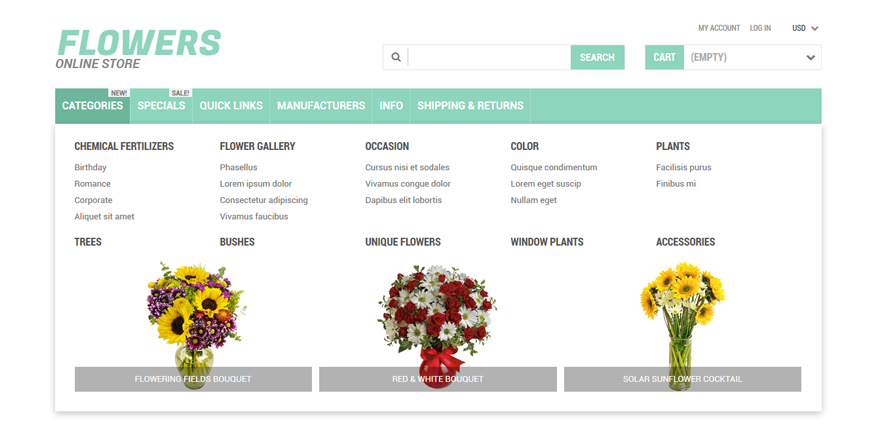 MY ACCOUNT LOG IN USD
FLOWERS
ONLINE STORE
SEARCH
CART (EMPTY)
NEW! SALE!
CATEGORIES SPECIALS QUICK LINKS MANUFACTURERS INFO SHIPPING & RETURNS
CHEMICAL FERTILIZERS FLOWER GALLERY OCCASION COLOR PLANTS
Birthday Phasellus Cursus nisi et sodales Quisque condimentum Facilisis purus
Romance Lorem ipsum dolor Vivamus congue dolor Lorem eget suscip Finibus mi
Corporate Consectetur adipiscing Dapibus elit lobortis Nullam eget
Aliquet sit amet Vivamus faucibus
TREES BUSHES UNIQUE FLOWERS WINDOW PLANTS ACCESSORIES
FLOWERING FIELDS BOUQUET RED & WHITE BOUQUET SOLAR SUNFLOWER COCKTAIL